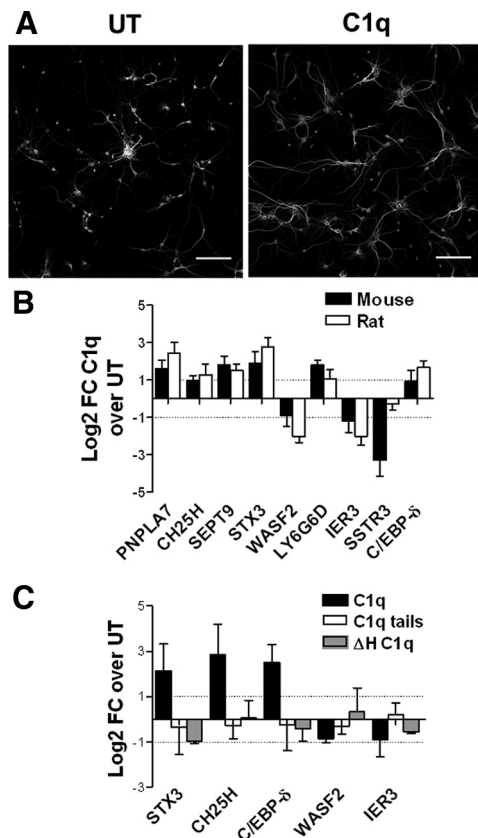 A
UT
C1q
B
Mouse
Rat
Log2 FC C1q
over UT
5
3
1
-1
-3
-5
PNPLA7
CH25H
SEPT9
STX3
WASF2
LY6G6D
IER3
SSTR3
C/EBP-δ
C
C1q
C1q tails
ΔH C1q
Log2 FC over UT
5
3
1
-1
-3
STX3
CH25H
C/EBP-δ
WASF2
IER3